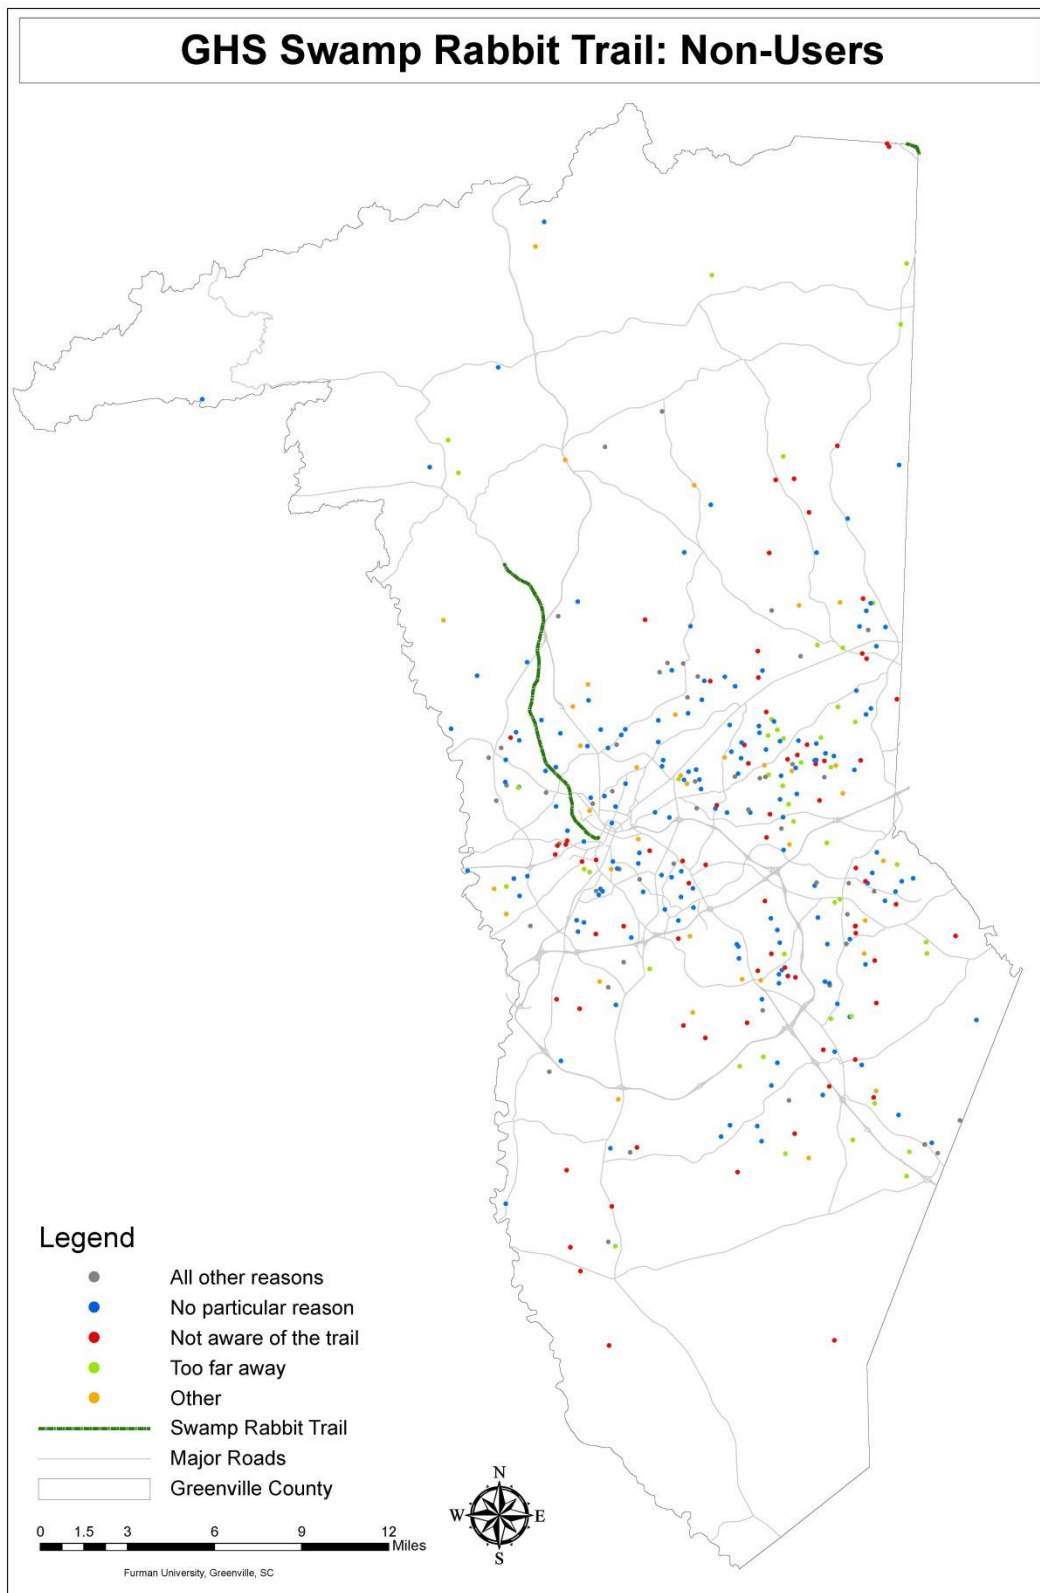 GHS Swamp Rabbit Trail: Non-Users
Legend
All other reasons
No particular reason
Not aware of the trail
Too far away
Other
Swamp Rabbit Trail
Major Roads
Greenville County
N
W E
S
0 1.5 3 6 9 12
Miles
Furman University, Greenville, SC